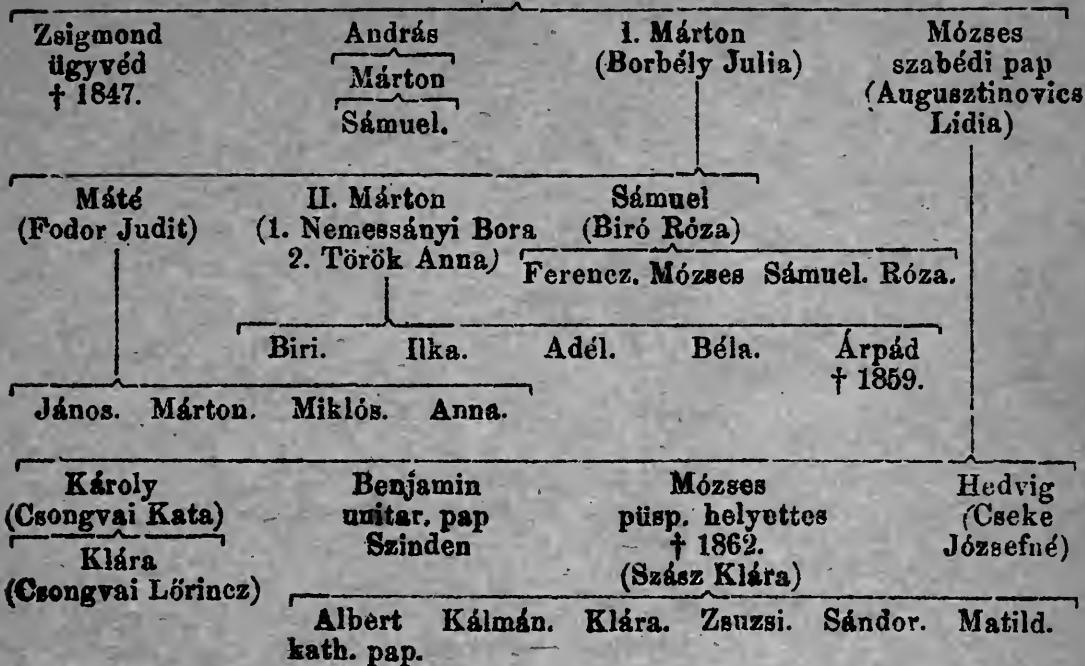 Zsigmond András I. Márton Mózses
ügyvéd (Borbély Julia) szabédi pap
† 1847. Márton (Augusztinovics
Sámuel. Lidia)
Máté II. Márton Sámuel
(Fodor Judit) (1. Nemessányi Bora (Biró Róza)
2. Török Anna) Ferencz. Mózses Sámuel. Róza.
Biri. Ilka. Adél. Béla. Árpád
† 1859.
János. Márton. Miklós. Anna.
Károly Benjamin Mózses Hedvig
(Csongvai Kata) unitar. pap püsp. helyettes (Cseke
Szinden † 1862. Józsefné)
Klára (Szász Klára)
(Csongvai Lőrincz)
Albert Kálmán. Klára. Zsuzsi. Sándor. Matild.
kath. pap.